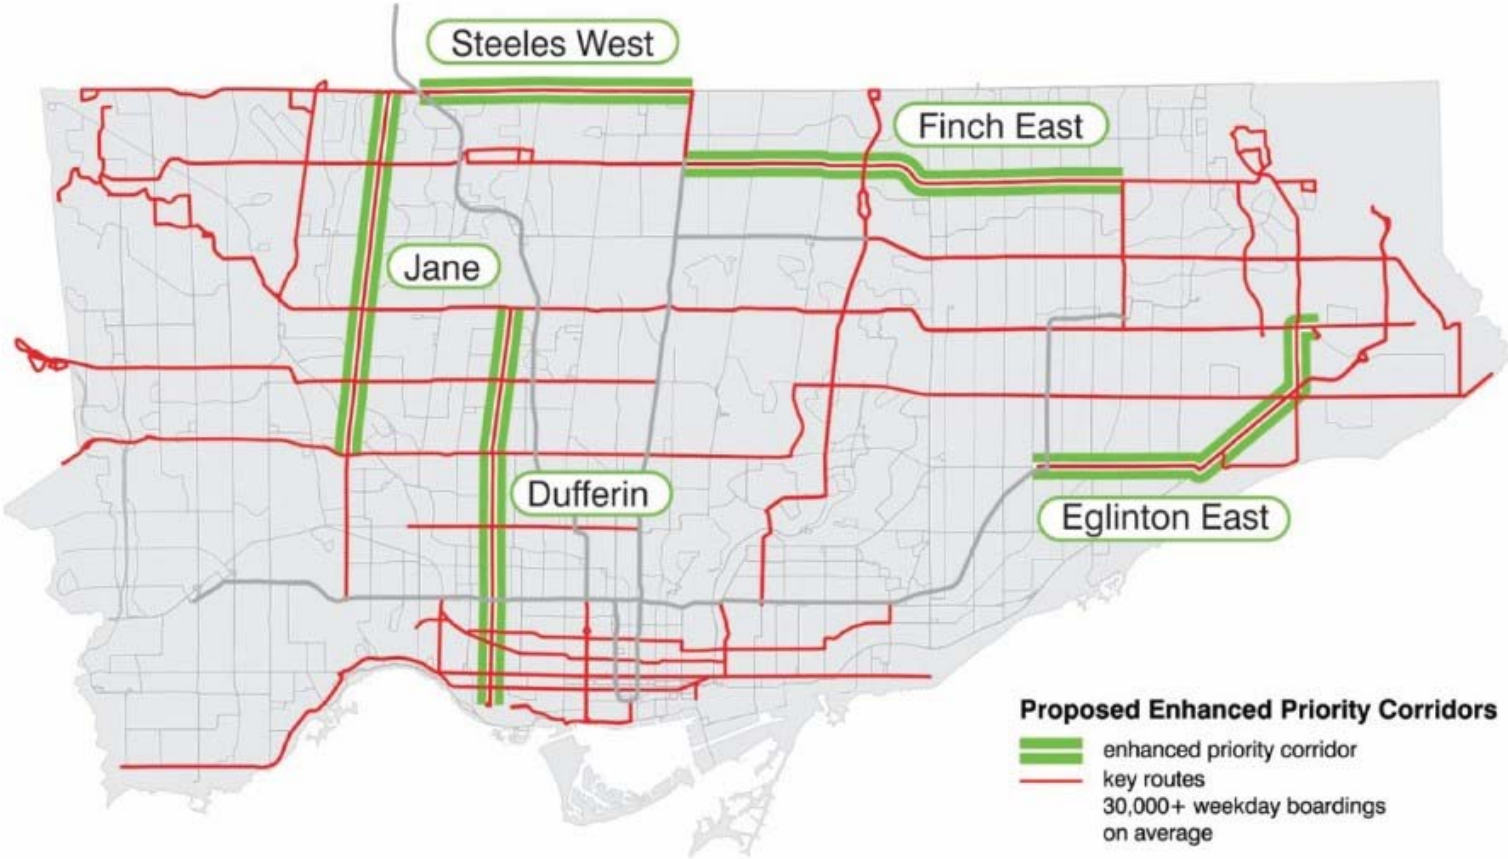 Steeles West
Finch East
Jane
Dufferin
Eglinton East
Proposed Enhanced Priority Corridors
enhanced priority corridor
key routes
30,000+ weekday boardings
on average